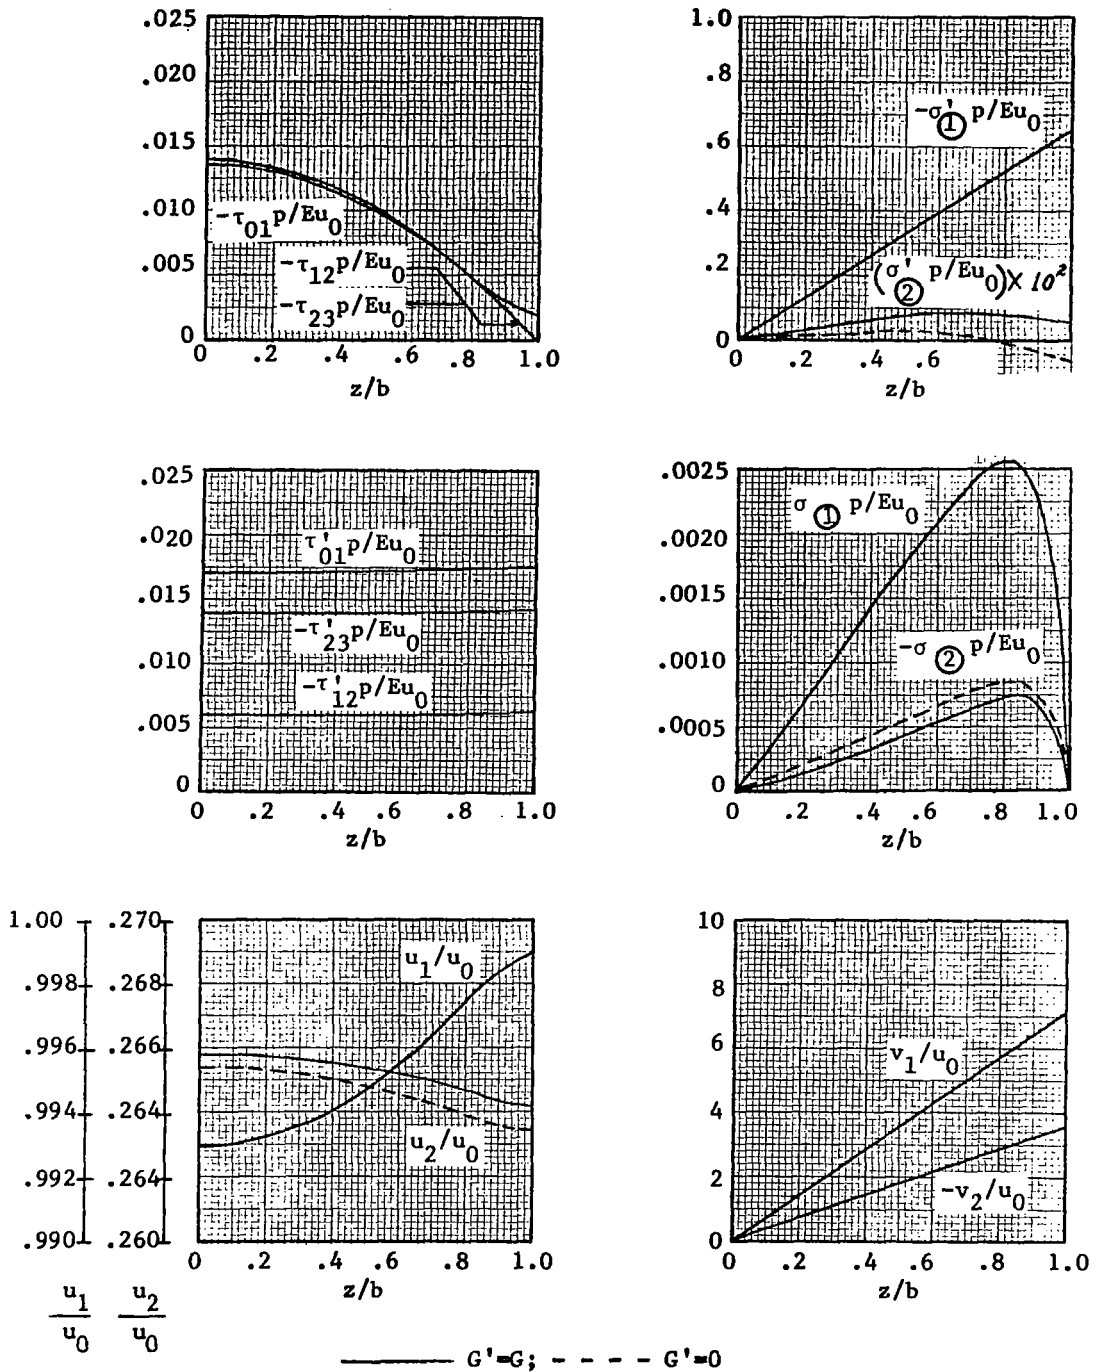 .025
.020
.015
.010
.005
0
-τ01 p/Eu0
-τ12 p/Eu0
-τ23 p/Eu0
0 .2 .4 .6 .8 1.0
z/b
1.0
.8
.6
.4
.2
0
-σ'① p/Eu0
(σ'② p/Eu0)×10²
0 .2 .4 .6 .8 1.0
z/b
.025
.020
.015
.010
.005
0
τ'01 p/Eu0
-τ'23 p/Eu0
-τ'12 p/Eu0
0 .2 .4 .6 .8 1.0
z/b
.0025
.0020
.0015
.0010
.0005
0
σ① p/Eu0
-σ② p/Eu0
0 .2 .4 .6 .8 1.0
z/b
1.00 .270
.998 .268
.996 .266
.994 .264
.992 .264
.990 .260
u1/u0
u2/u0
0 .2 .4 .6 .8 1.0
z/b
u1/u0 u2/u0
10
8
6
4
2
0
v1/u0
-v2/u0
0 .2 .4 .6 .8 1.0
z/b
G'=G; G'=0